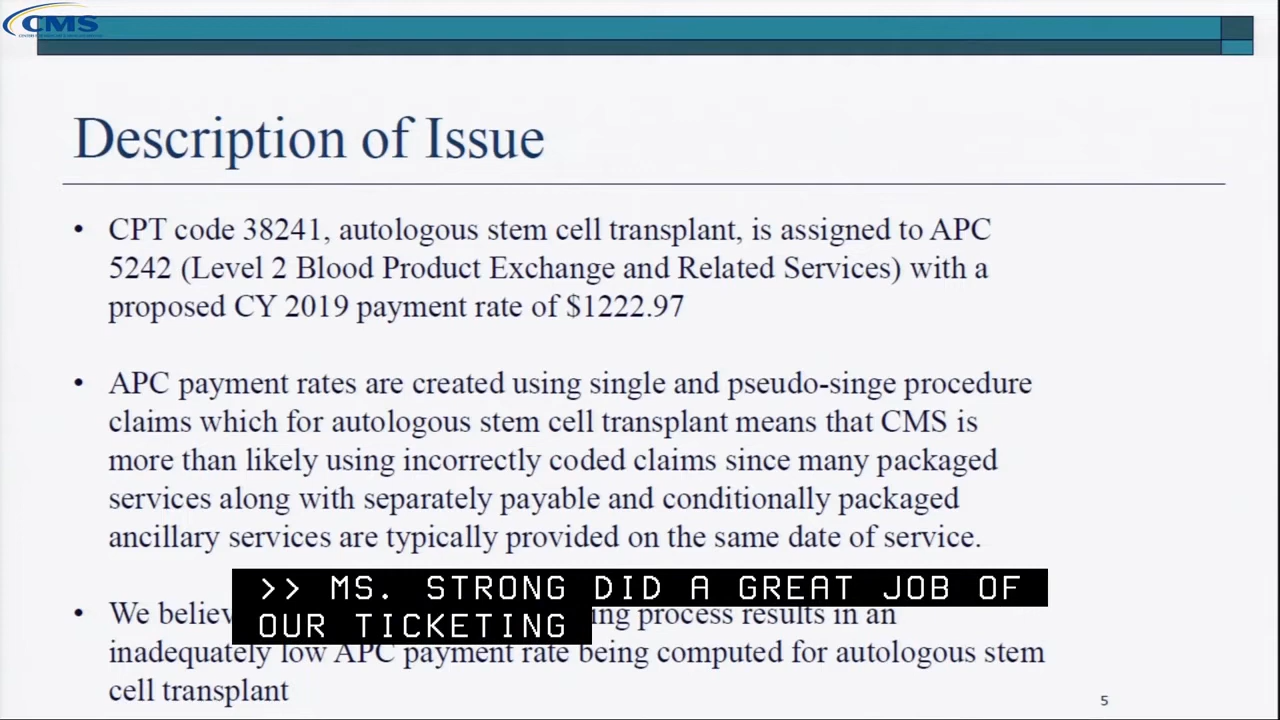 CMS
Description of Issue
• CPT code 38241, autologous stem cell transplant, is assigned to APC
5242 (Level 2 Blood Product Exchange and Related Services) with a
proposed CY 2019 payment rate of $1222.97
• APC payment rates are created using single and pseudo-singe procedure
claims which for autologous stem cell transplant means that CMS is
more than likely using incorrectly coded claims since many packaged
services along with separately payable and conditionally packaged
ancillary services are typically provided on the same date of service.
>> MS. STRONG DID A GREAT JOB OF
OUR TICKETING
• We process results in an
inadequately low APC payment rate being computed for autologous stem
cell transplant
5